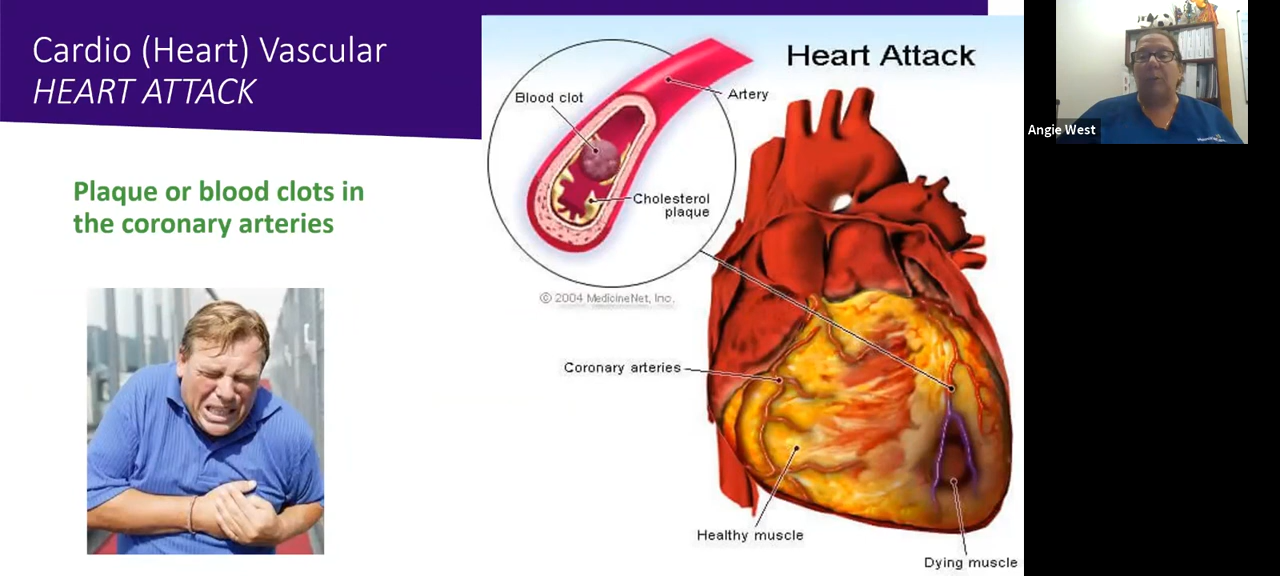 Cardio (Heart) Vascular
HEART ATTACK
Plaque or blood clots in
the coronary arteries
Heart Attack
Blood clot
Artery
Cholesterol
plaque
© 2004 MedicineNet, Inc.
Coronary arteries
Healthy muscle
Dying muscle
Angie West